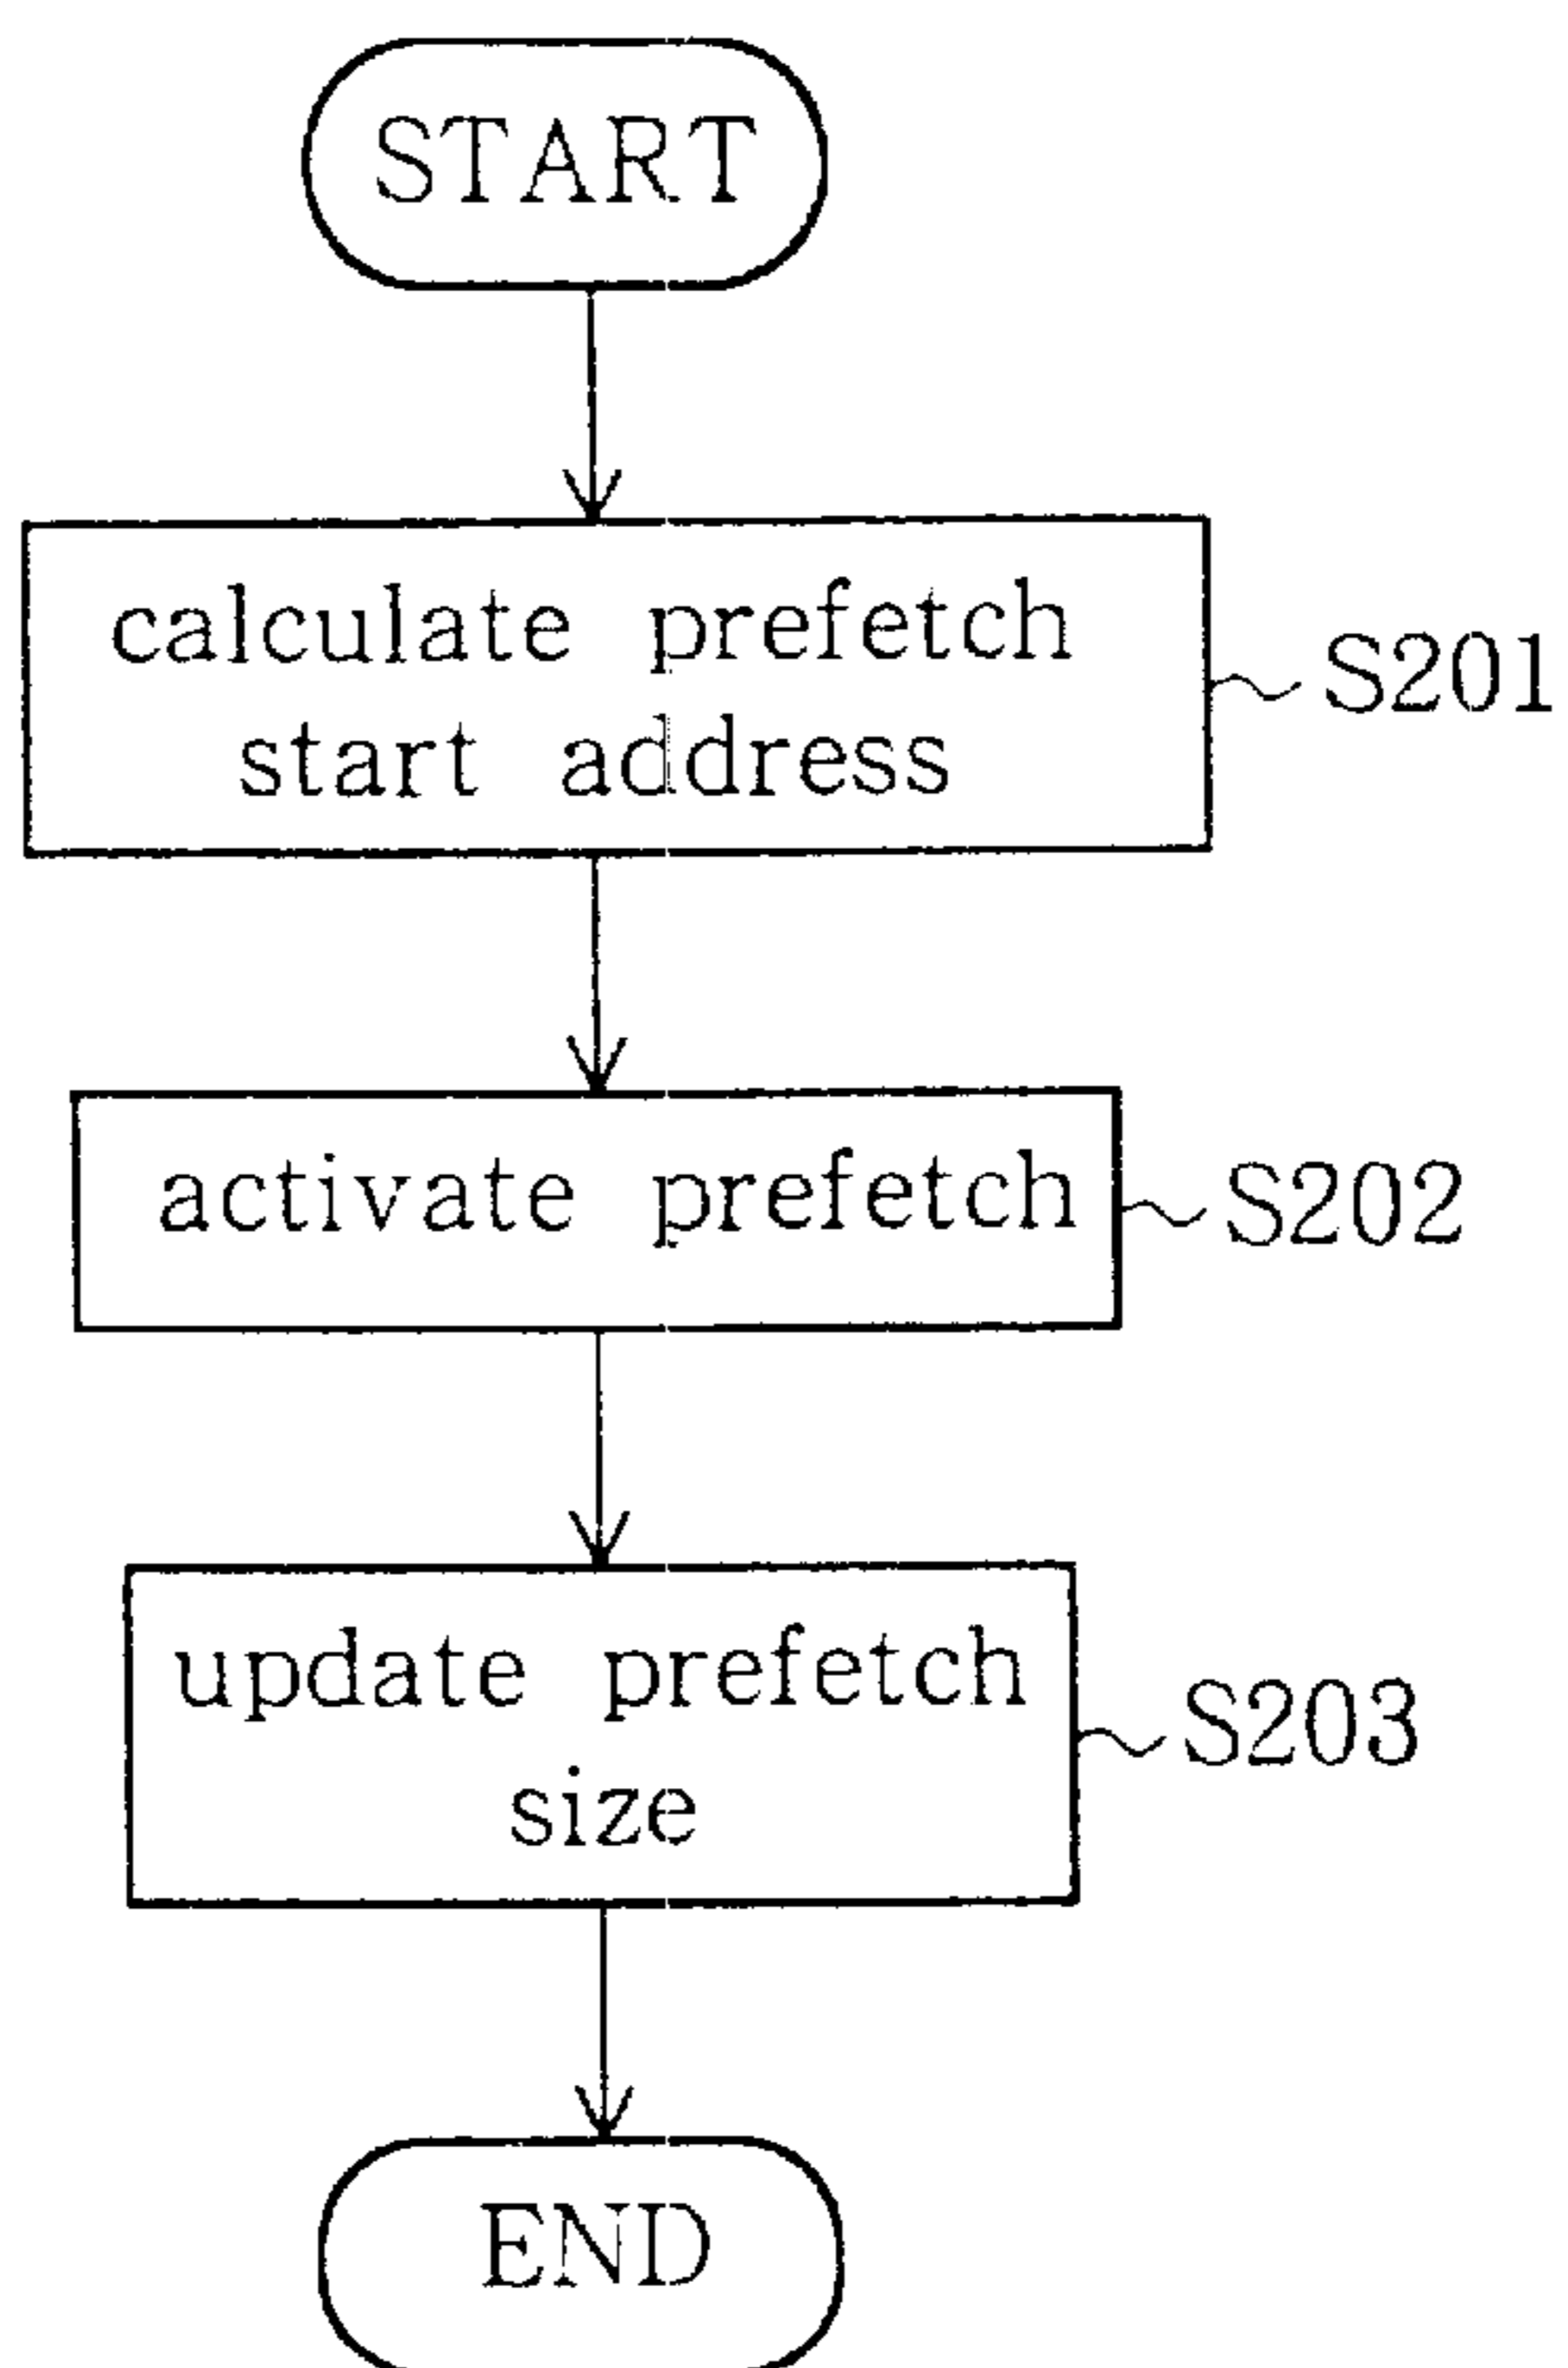 START
calculate prefetch
start address
S201
activate prefetch
S202
update prefetch
size
S203
END